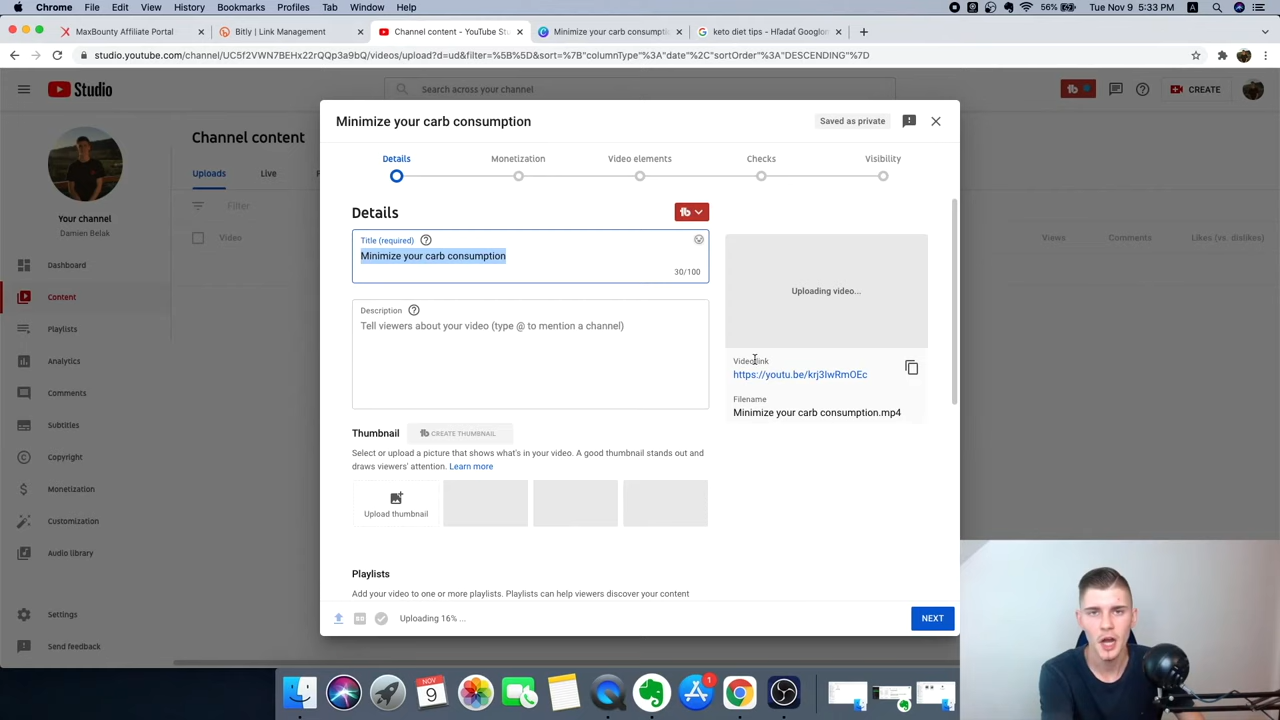 Chrome File Edit View History Bookmarks Profiles Tab Window Help
56% Tue Nov 9 5:33 PM
MaxBounty Affiliate Portal
Bitly | Link Management
Channel content - YouTube St
Minimize your carb consumptio
keto diet tips - Hľadať Googlom
studio.youtube.com/channel/UC5f2VWN7BEHx22rQQp3a9bQ/videos/upload?d=ud&filter=%5B%5D&sort=%7B"columnType"%3A"date"%2C"sortOrder"%3A"DESCENDING"%7D
Studio
Search across your channel
CREATE
Your channel
Damien Belak
Dashboard
Content
Playlists
Analytics
Comments
Subtitles
Copyright
Monetization
Customization
Audio library
Settings
Send feedback
Channel content
Uploads
Live
Filter
Video
Views
Comments
Likes (vs. dislikes)
Minimize your carb consumption
Saved as private
Details
Monetization
Video elements
Checks
Visibility
Details
tb
Title (required)
Minimize your carb consumption
30/100
Description
Tell viewers about your video (type @ to mention a channel)
Thumbnail
tb CREATE THUMBNAIL
Select or upload a picture that shows what's in your video. A good thumbnail stands out and
draws viewers' attention. Learn more
Upload thumbnail
Playlists
Add your video to one or more playlists. Playlists can help viewers discover your content
Uploading video...
Video link
https://youtu.be/krj3IwRmOEc
Filename
Minimize your carb consumption.mp4
Uploading 16% ...
NEXT
NOV
9
1